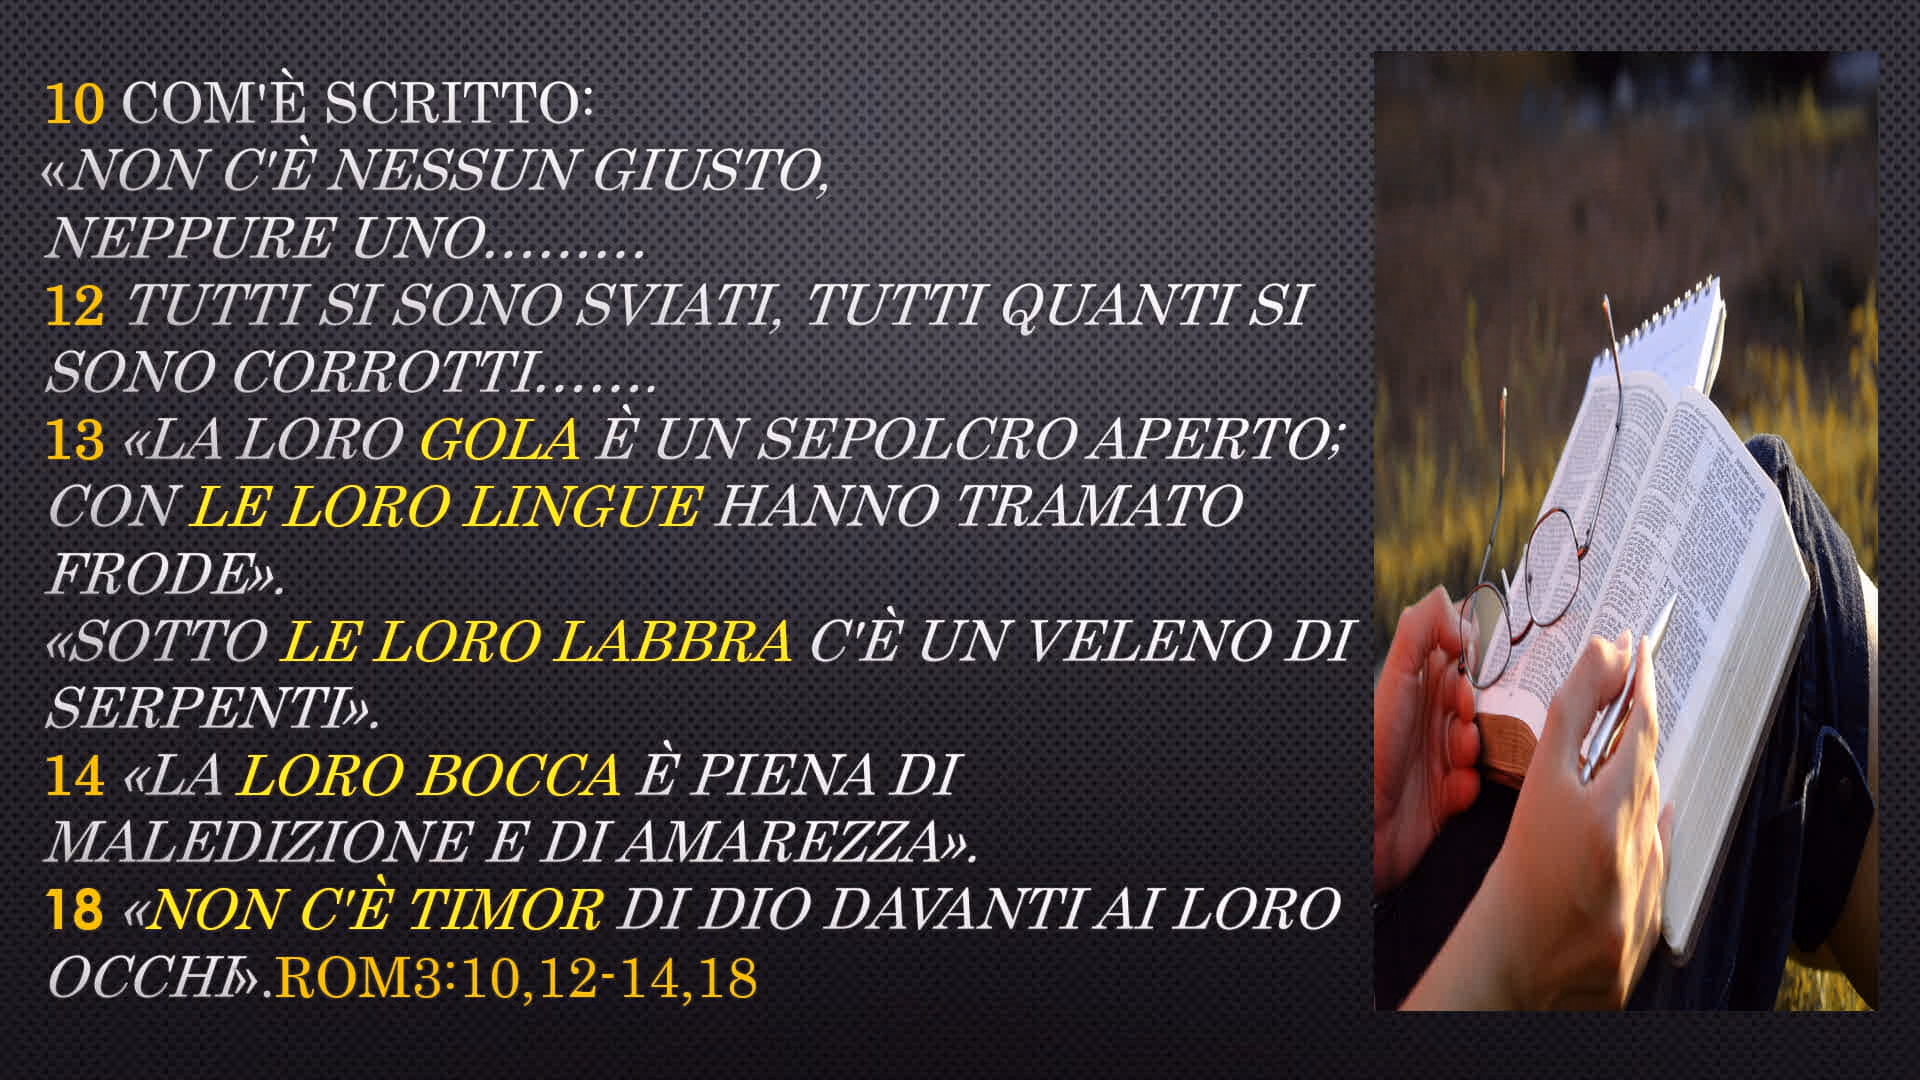 10 COM'È SCRITTO:
«NON C'È NESSUN GIUSTO,
NEPPURE UNO.........
12 TUTTI SI SONO SVIATI, TUTTI QUANTI SI
SONO CORROTTI.......
13 «LA LORO GOLA È UN SEPOLCRO APERTO;
CON LE LORO LINGUE HANNO TRAMATO
FRODE».
«SOTTO LE LORO LABBRA C'È UN VELENO DI
SERPENTI».
14 «LA LORO BOCCA È PIENA DI
MALEDIZIONE E DI AMAREZZA».
18 «NON C'È TIMOR DI DIO DAVANTI AI LORO
OCCHI».ROM3:10,12-14,18